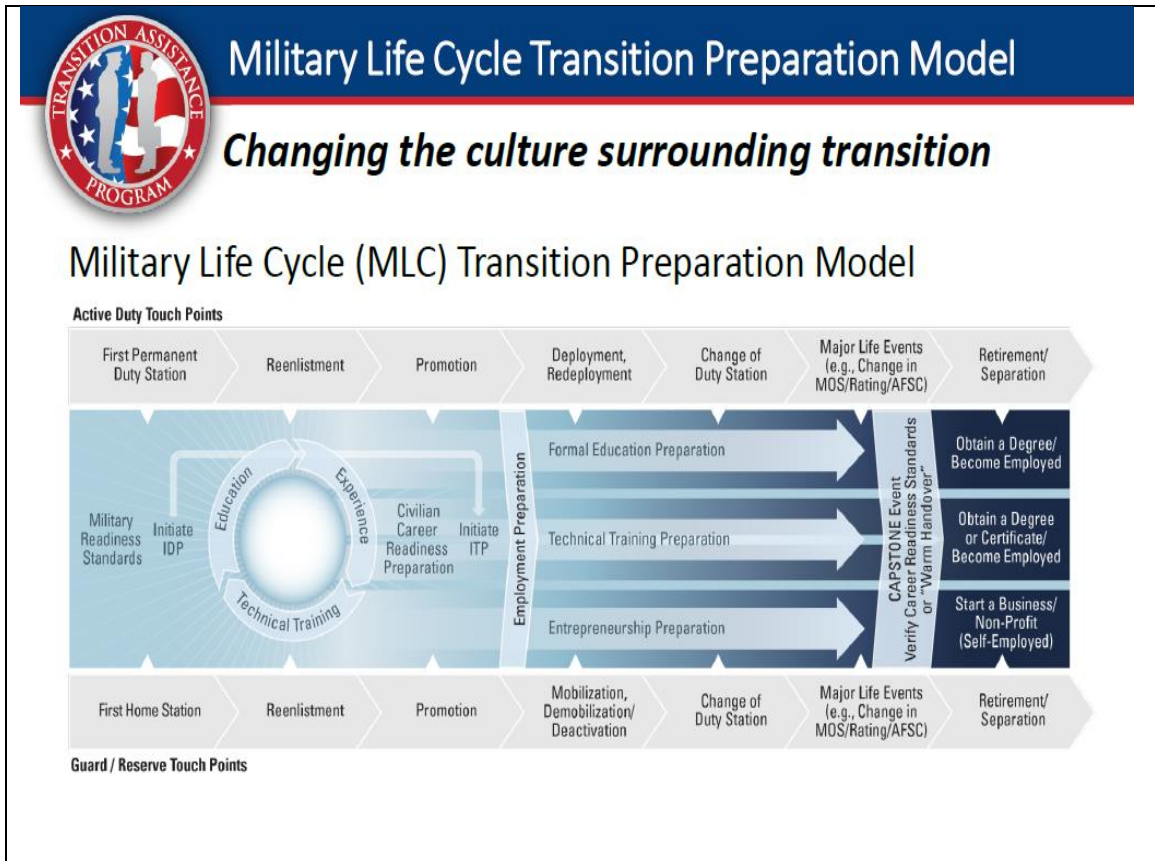 TRANSITION ASSISTANCE
PROGRAM
Military Life Cycle Transition Preparation Model
Changing the culture surrounding transition
Military Life Cycle (MLC) Transition Preparation Model
Active Duty Touch Points
First Permanent
Duty Station
Reenlistment
Promotion
Deployment,
Redeployment
Change of
Duty Station
Major Life Events
(e.g., Change in
MOS/Rating/AFSC)
Retirement/
Separation
Military
Readiness
Standards
Initiate
IDP
Education
Experience
Technical Training
Civilian
Career
Readiness
Preparation
Initiate
ITP
Employment Preparation
Formal Education Preparation
Technical Training Preparation
Entrepreneurship Preparation
CAPSTONE Event
Verify Career Readiness Standards
or “Warm Handover”
Obtain a Degree/
Become Employed
Obtain a Degree
or Certificate/
Become Employed
Start a Business/
Non-Profit
(Self-Employed)
First Home Station
Reenlistment
Promotion
Mobilization,
Demobilization/
Deactivation
Change of
Duty Station
Major Life Events
(e.g., Change in
MOS/Rating/AFSC)
Retirement/
Separation
Guard / Reserve Touch Points